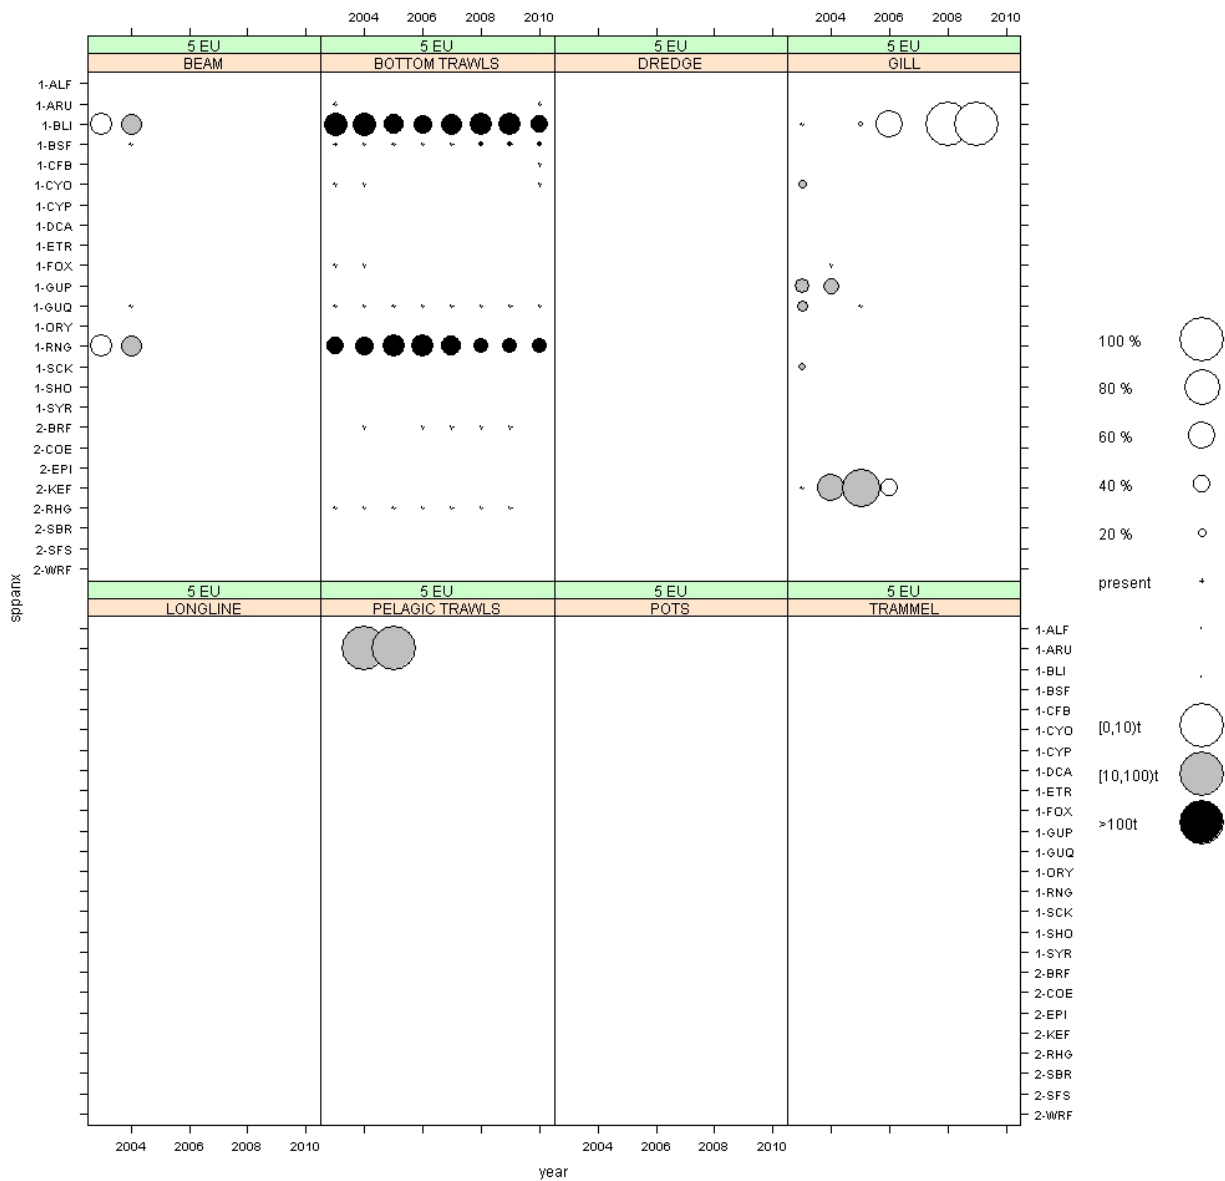 2004 2006 2008 2010 2004 2006 2008 2010
5 EU 5 EU 5 EU 5 EU
BEAM BOTTOM TRAWLS DREDGE GILL
1-ALF
1-ARU
1-BLI
1-BSF
1-CFB
1-CYO
1-CYP
1-DCA
1-ETR
1-FOX
1-GUP
1-GUQ
1-ORY
1-RNG
1-SCK
1-SHO
1-SYR
2-BRF
2-COE
2-EPI
2-KEF
2-RHG
2-SBR
2-SFS
2-WRF
sppanx
5 EU 5 EU 5 EU 5 EU
LONGLINE PELAGIC TRAWLS POTS TRAMMEL
1-ALF
1-ARU
1-BLI
1-BSF
1-CFB
1-CYO
1-CYP
1-DCA
1-ETR
1-FOX
1-GUP
1-GUQ
1-ORY
1-RNG
1-SCK
1-SHO
1-SYR
2-BRF
2-COE
2-EPI
2-KEF
2-RHG
2-SBR
2-SFS
2-WRF
2004 2006 2008 2010 2004 2006 2008 2010
year
100 %
80 %
60 %
40 %
20 %
present
[0,10)t
[10,100)t
>100t